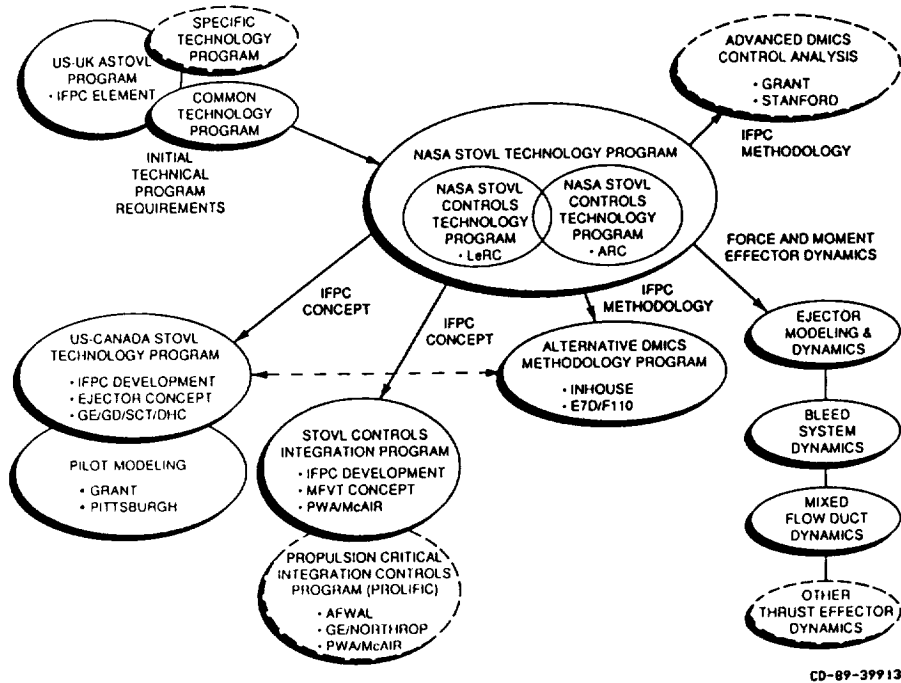 SPECIFIC
TECHNOLOGY
PROGRAM
US-UK ASTOVL
PROGRAM
· IFPC ELEMENT
COMMON
TECHNOLOGY
PROGRAM
INITIAL
TECHNICAL
PROGRAM
REQUIREMENTS
ADVANCED DMICS
CONTROL ANALYSIS
· GRANT
· STANFORD
IFPC
METHODOLOGY
NASA STOVL TECHNOLOGY PROGRAM
NASA STOVL
CONTROLS
TECHNOLOGY
PROGRAM
· LeRC
NASA STOVL
CONTROLS
TECHNOLOGY
PROGRAM
· ARC
FORCE AND MOMENT
EFFECTOR DYNAMICS
IFPC
CONCEPT
IFPC
CONCEPT
IFPC
METHODOLOGY
US-CANADA STOVL
TECHNOLOGY PROGRAM
· IFPC DEVELOPMENT
· EJECTOR CONCEPT
· GE/GD/SCT/DHC
PILOT MODELING
· GRANT
· PITTSBURGH
STOVL CONTROLS
INTEGRATION PROGRAM
· IFPC DEVELOPMENT
· MFVT CONCEPT
· PWA/McAIR
PROPULSION CRITICAL
INTEGRATION CONTROLS
PROGRAM (PROLIFIC)
· AFWAL
· GE/NORTHROP
· PWA/McAIR
ALTERNATIVE DMICS
METHODOLOGY PROGRAM
· INHOUSE
· E7D/F110
EJECTOR
MODELING &
DYNAMICS
BLEED
SYSTEM
DYNAMICS
MIXED
FLOW DUCT
DYNAMICS
OTHER
THRUST EFFECTOR
DYNAMICS
CD-89-39913